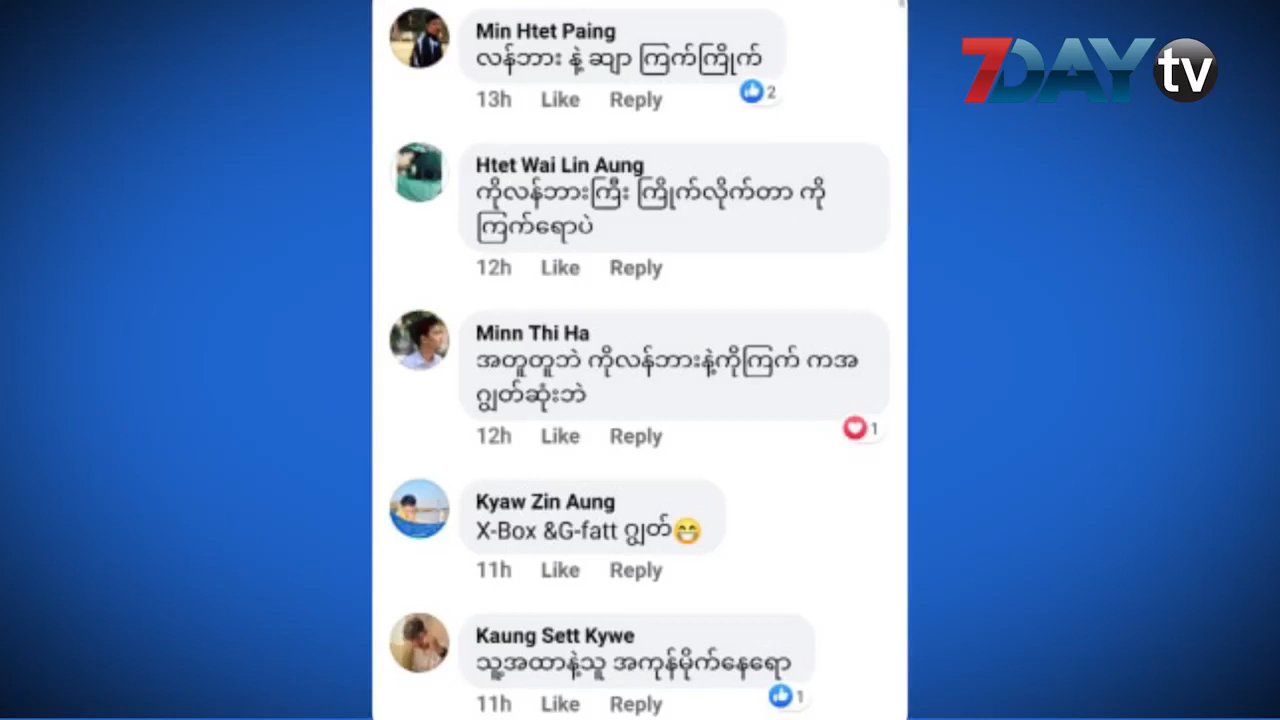 7DAY tv
Min Htet Paing
လန်ဘား နဲ့ ဆျာ ကြက်ကြိုက်
13h Like Reply 2
Htet Wai Lin Aung
ကိုလန်ဘားကြီး ကြိုက်လိုက်တာ ကို
ကြက်ရောပဲ
12h Like Reply
Minn Thi Ha
အတူတူဘဲ ကိုလန်ဘားနဲ့ကိုကြက် ကအ
ဂျွတ်ဆုံးဘဲ
12h Like Reply 1
Kyaw Zin Aung
X-Box &G-fatt ဂျွတ်😁
11h Like Reply
Kaung Sett Kywe
သူ့အထာနဲ့သူ အကုန်မိုက်နေရော
11h Like Reply 1